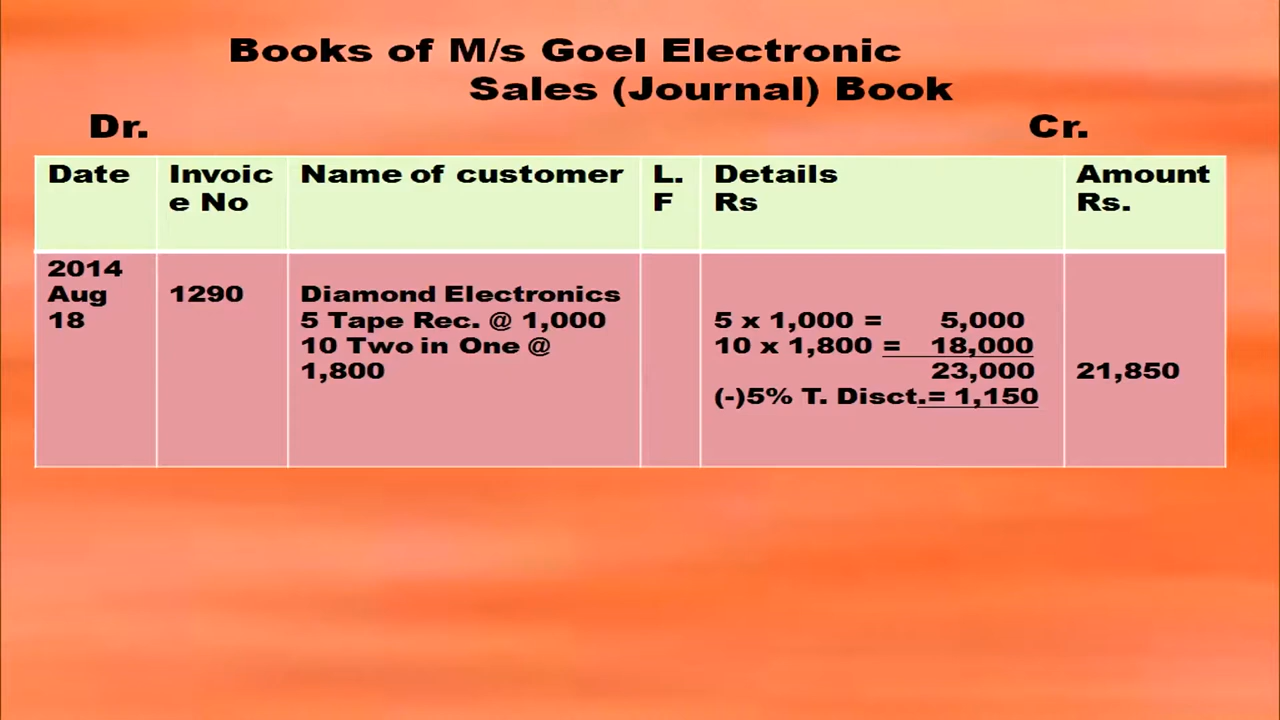 Books of M/s Goel Electronic
Sales (Journal) Book
Dr. Cr.
Date Invoic
e No Name of customer L.
F Details
Rs Amount
Rs.
2014
Aug
18 1290 Diamond Electronics
5 Tape Rec. @ 1,000
10 Two in One @
1,800
5 x 1,000 = 5,000
10 x 1,800 = 18,000
23,000
(-)5% T. Disct.= 1,150
21,850